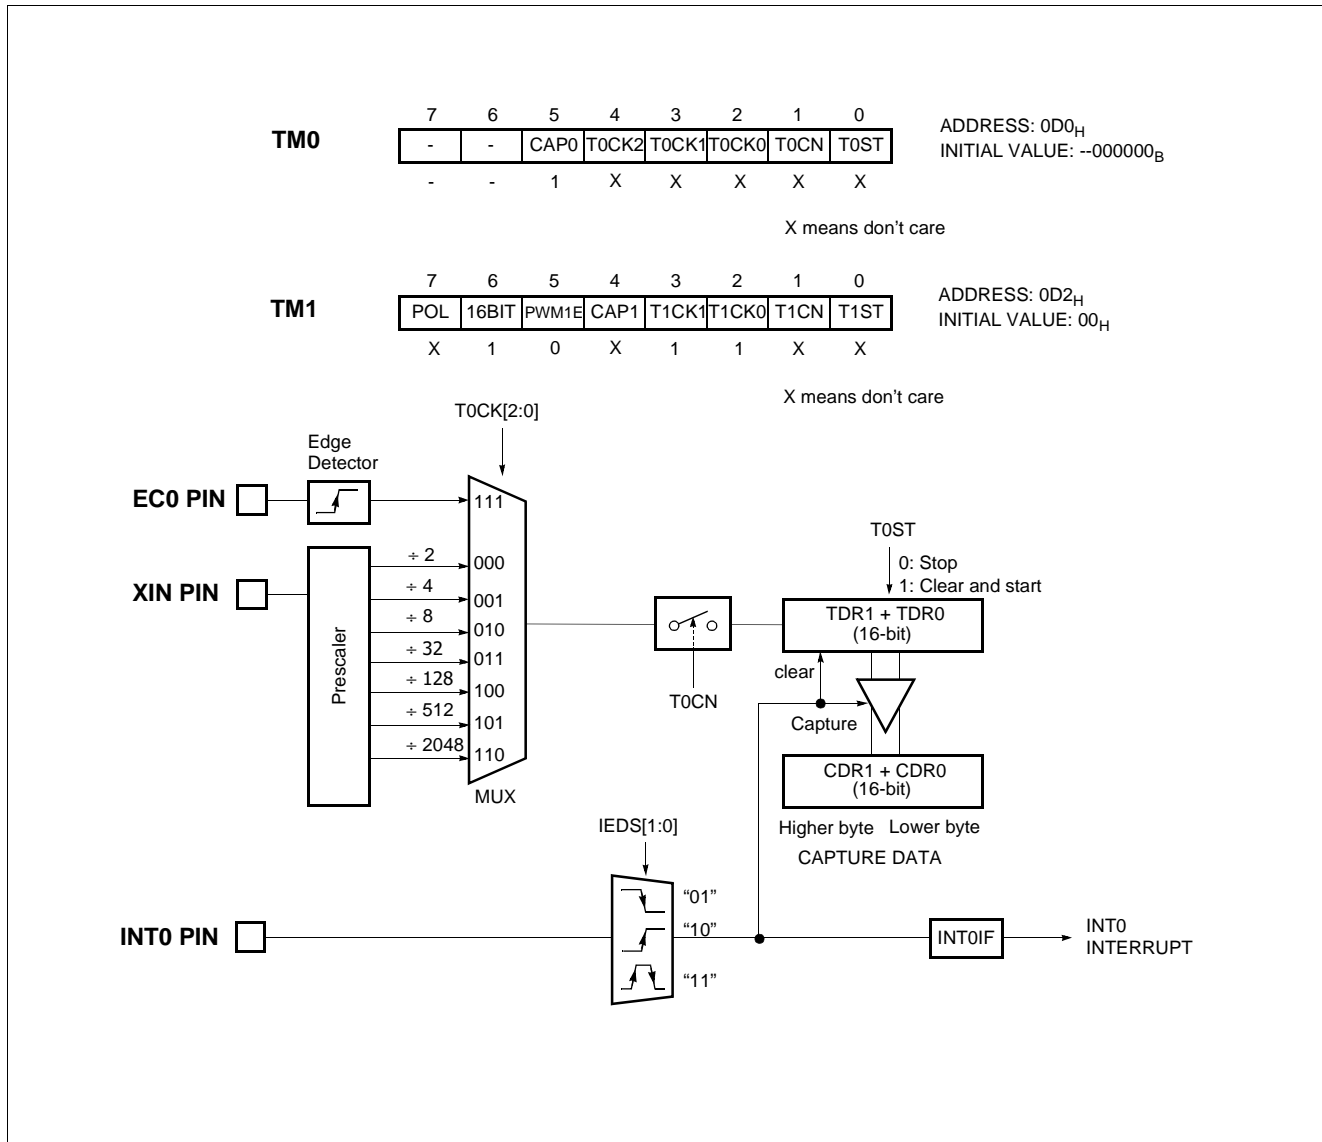 7 6 5 4 3 2 1 0
TM0
- - CAP0 T0CK2 T0CK1 T0CK0 T0CN T0ST
- - 1 X X X X X
ADDRESS: 0D0H
INITIAL VALUE: --000000B
X means don't care
7 6 5 4 3 2 1 0
TM1
POL 16BIT PWM1E CAP1 T1CK1 T1CK0 T1CN T1ST
X 1 0 X 1 1 X X
ADDRESS: 0D2H
INITIAL VALUE: 00H
X means don't care
T0CK[2:0]
Edge
Detector
EC0 PIN
111
XIN PIN
Prescaler
÷ 2
000
÷ 4
001
÷ 8
010
÷ 32
011
÷ 128
100
÷ 512
101
÷ 2048
110
MUX
T0CN
T0ST
0: Stop
1: Clear and start
TDR1 + TDR0
(16-bit)
clear
Capture
CDR1 + CDR0
(16-bit)
Higher byte Lower byte
CAPTURE DATA
IEDS[1:0]
INT0 PIN
“01”
“10”
“11”
INT0IF
INT0
INTERRUPT